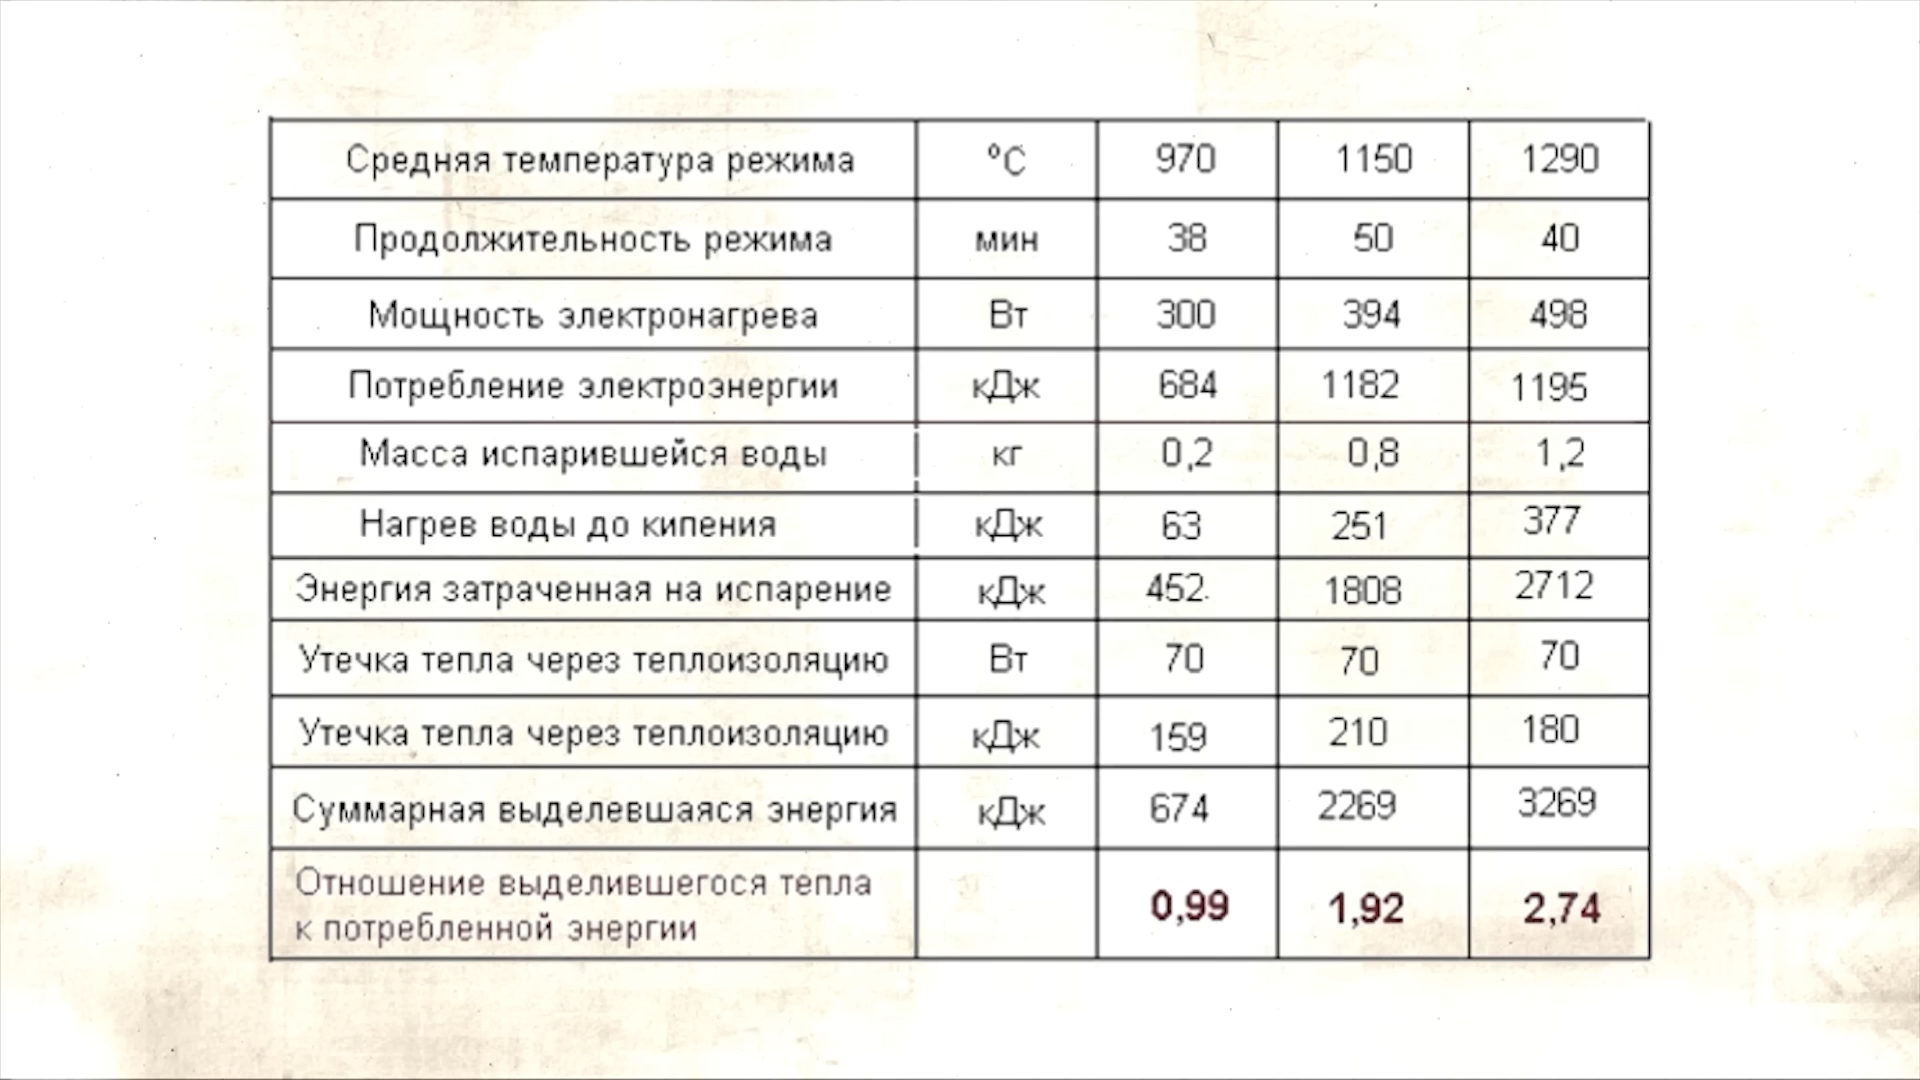 Средняя температура режима °С 970 1150 1290
Продолжительность режима мин 38 50 40
Мощность электронагрева Вт 300 394 498
Потребление электроэнергии кДж 684 1182 1195
Масса испарившейся воды кг 0,2 0,8 1,2
Нагрев воды до кипения кДж 63 251 377
Энергия затраченная на испарение кДж 452 1808 2712
Утечка тепла через теплоизоляцию Вт 70 70 70
Утечка тепла через теплоизоляцию кДж 159 210 180
Суммарная выделевшаяся энергия кДж 674 2269 3269
Отношение выделившегося тепла
к потребленной энергии 0,99 1,92 2,74